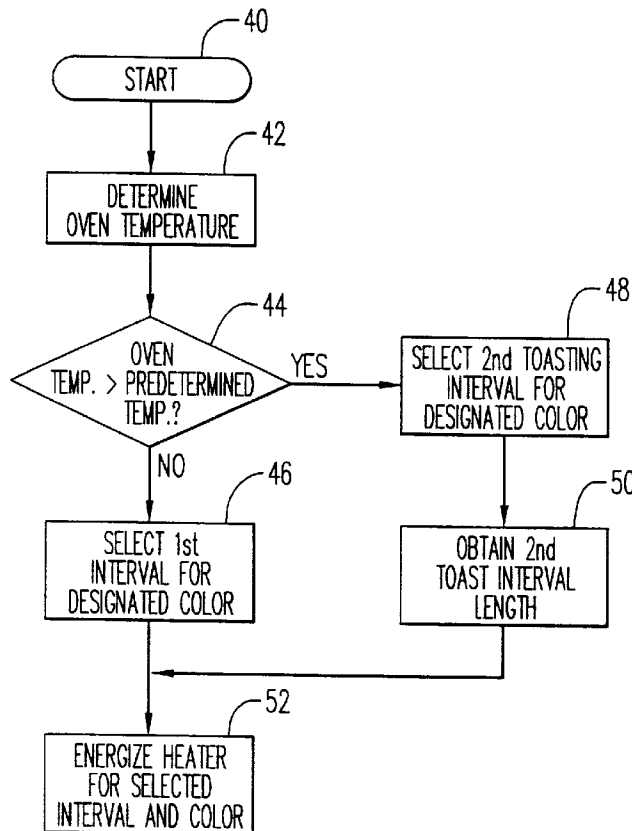 40
START
42
DETERMINE
OVEN TEMPERATURE
44
OVEN
TEMP. > PREDETERMINED
TEMP.?
YES
NO
48
SELECT 2nd TOASTING
INTERVAL FOR
DESIGNATED COLOR
46
SELECT 1st
INTERVAL FOR
DESIGNATED COLOR
50
OBTAIN 2nd
TOAST INTERVAL
LENGTH
52
ENERGIZE HEATER
FOR SELECTED
INTERVAL AND COLOR